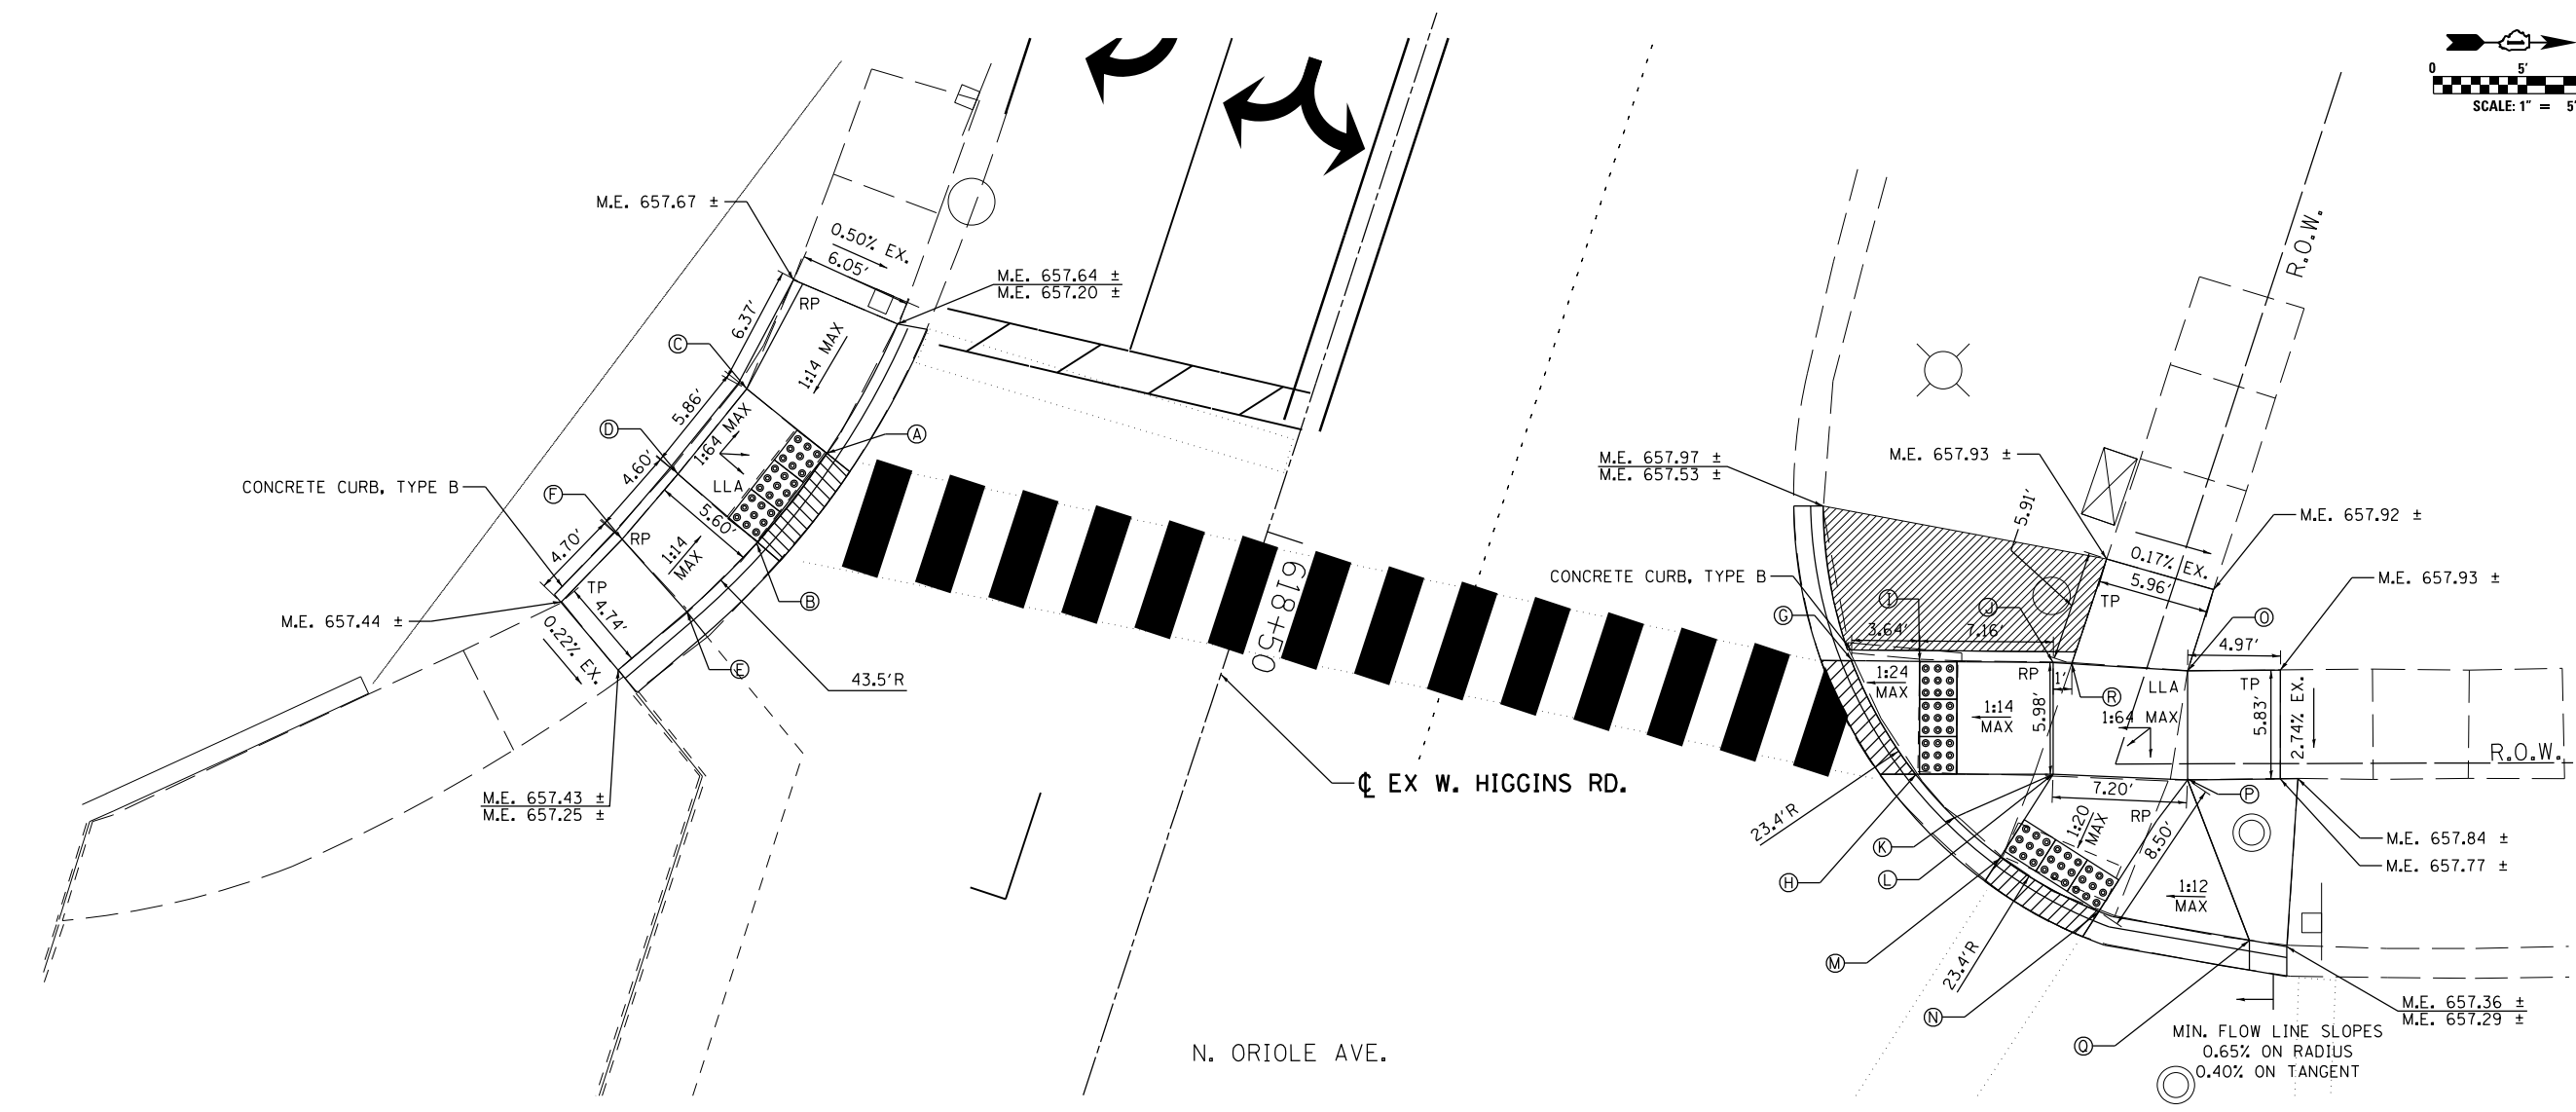 0 5'
SCALE: 1" = 5'
R.O.W.
M.E. 657.67 ±
0.50% EX.
6.05'
M.E. 657.64 ±
M.E. 657.20 ±
RP
6.37'
1:14 MAX
C
5.86'
1:64 MAX
D
A
4.60'
LLA
CONCRETE CURB, TYPE B
F
5.60'
RP
1:14
MAX
4.70'
TP
4.74'
B
M.E. 657.44 ±
0.22% EX.
E
43.5'R
M.E. 657.43 ±
M.E. 657.25 ±
618+50
℄ EX W. HIGGINS RD.
N. ORIOLE AVE.
M.E. 657.97 ±
M.E. 657.53 ±
M.E. 657.93 ±
5.91'
M.E. 657.92 ±
0.17% EX.
5.96'
TP
CONCRETE CURB, TYPE B
M.E. 657.93 ±
I
J
G
O
3.64'
7.16'
4.97'
1:24
MAX
RP
1'
LLA
TP
R
1:14
MAX
5.98'
1:64 MAX
5.83'
2.74% EX.
R.O.W.
7.20'
P
RP
1:20
MAX
8.50'
23.4'R
K
M.E. 657.84 ±
M.E. 657.77 ±
H
L
1:12
MAX
M
23.4'R
N
M.E. 657.36 ±
M.E. 657.29 ±
Q
MIN. FLOW LINE SLOPES
0.65% ON RADIUS
0.40% ON TANGENT